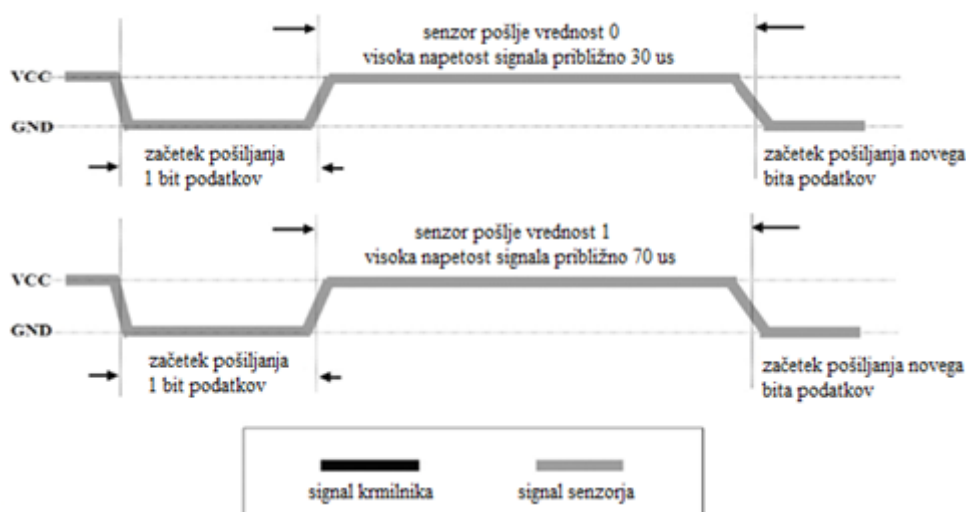 senzor pošlje vrednost 0
visoka napetost signala približno 30 us
VCC
GND
začetek pošiljanja
1 bit podatkov
začetek pošiljanja novega
bita podatkov
senzor pošlje vrednost 1
visoka napetost signala približno 70 us
VCC
GND
začetek pošiljanja
1 bit podatkov
začetek pošiljanja novega
bita podatkov
signal krmilnika
signal senzorja